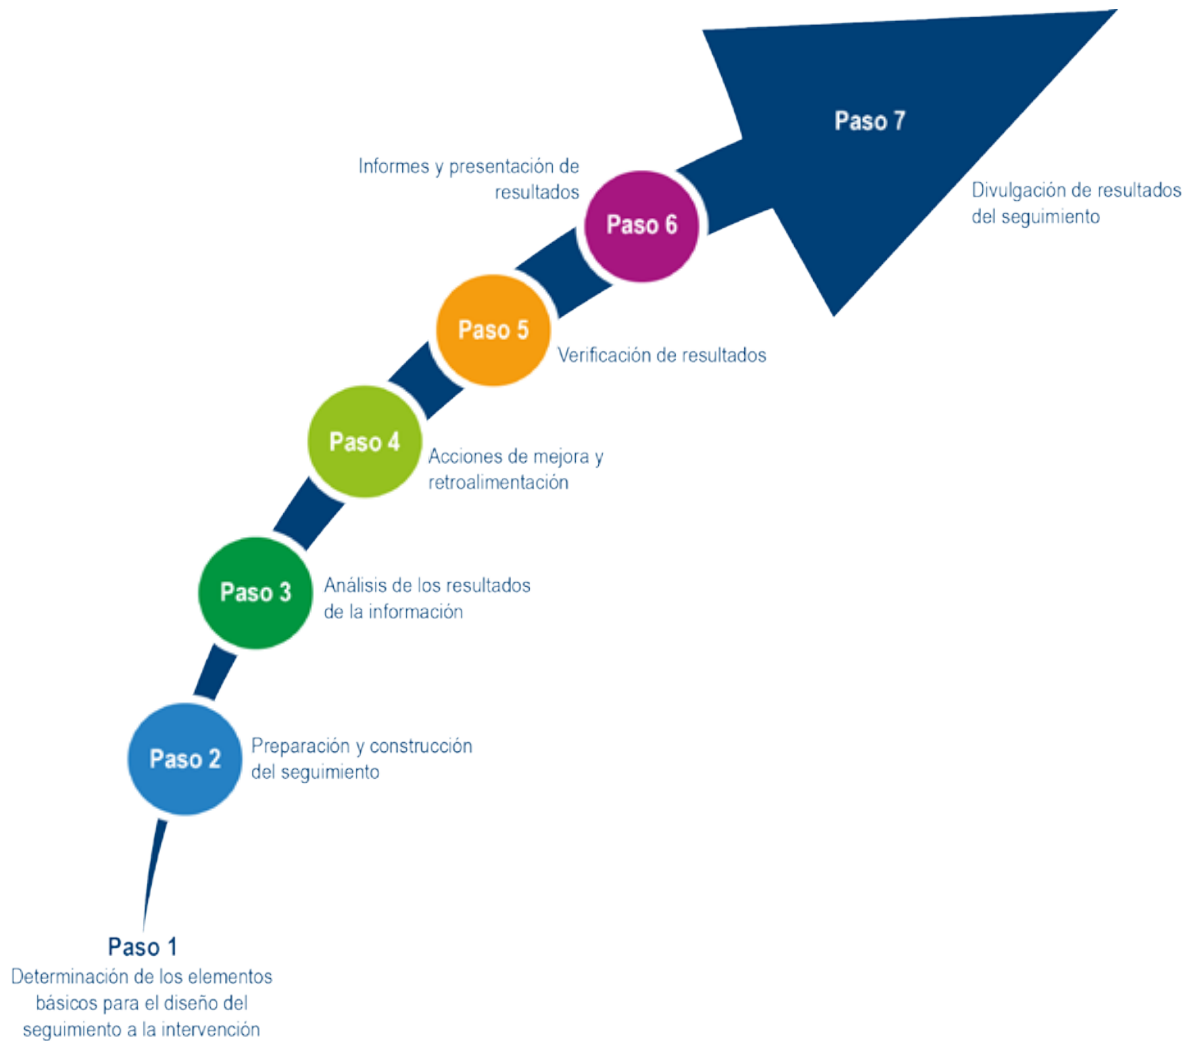 Paso 7
Divulgación de resultados
del seguimiento
Informes y presentación de
resultados
Paso 6
Paso 5
Verificación de resultados
Paso 4
Acciones de mejora y
retroalimentación
Paso 3
Análisis de los resultados
de la información
Paso 2
Preparación y construcción
del seguimiento
Paso 1
Determinación de los elementos
básicos para el diseño del
seguimiento a la intervención